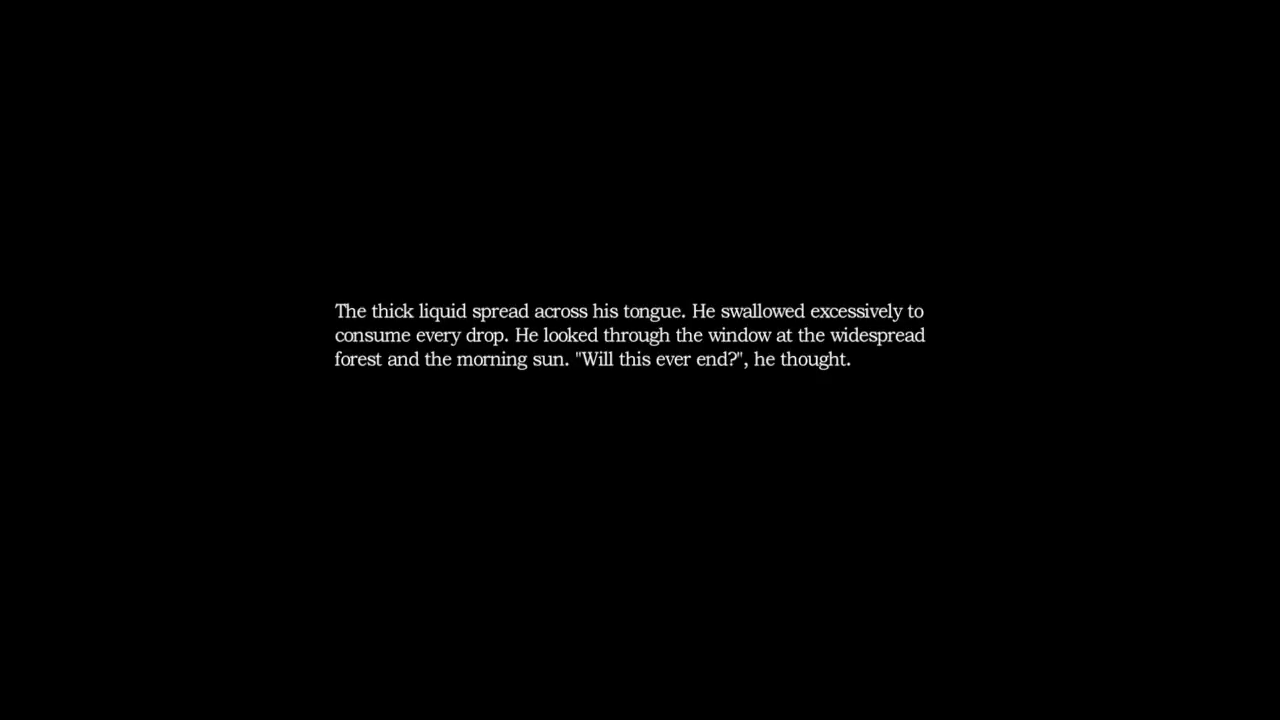 The thick liquid spread across his tongue. He swallowed excessively to
consume every drop. He looked through the window at the widespread
forest and the morning sun. "Will this ever end?", he thought.